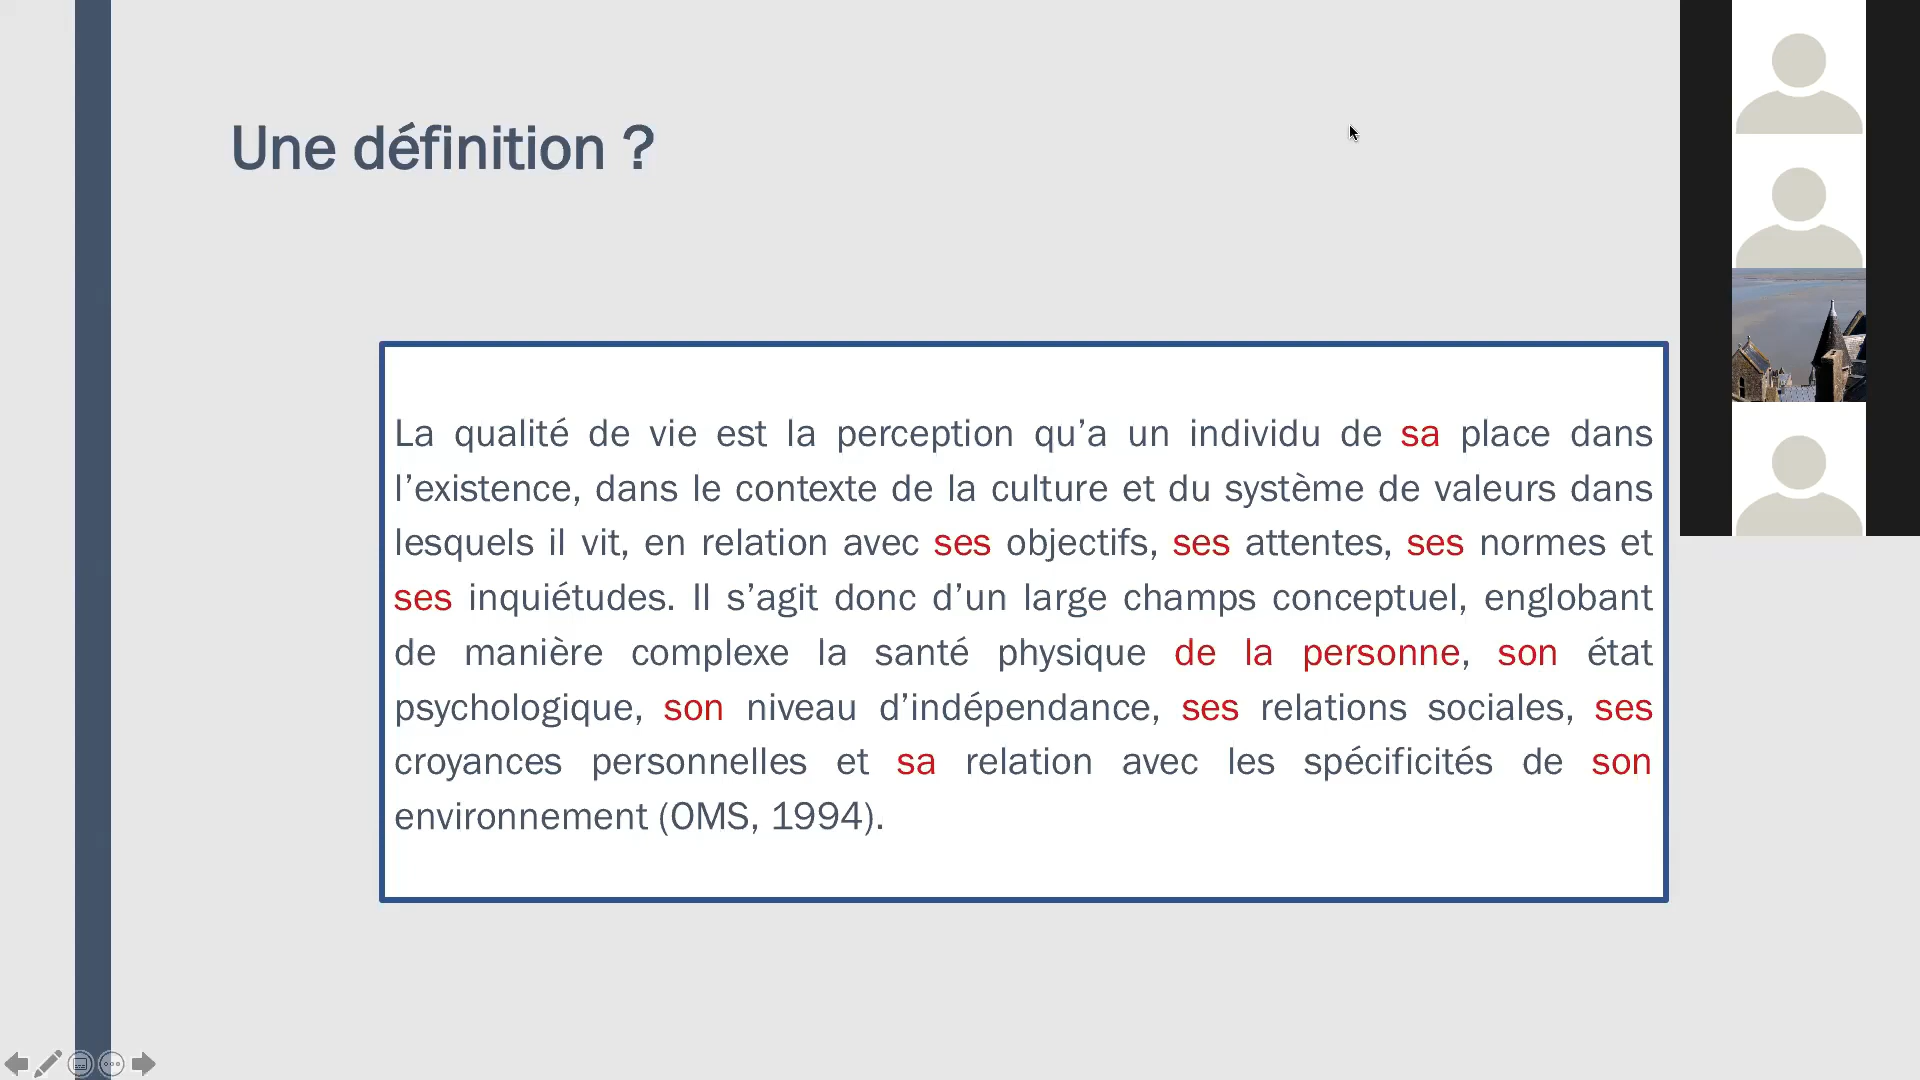 Une définition ?
La qualité de vie est la perception qu’a un individu de sa place dans
l’existence, dans le contexte de la culture et du système de valeurs dans
lesquels il vit, en relation avec ses objectifs, ses attentes, ses normes et
ses inquiétudes. Il s’agit donc d’un large champs conceptuel, englobant
de manière complexe la santé physique de la personne, son état
psychologique, son niveau d’indépendance, ses relations sociales, ses
croyances personnelles et sa relation avec les spécificités de son
environnement (OMS, 1994).